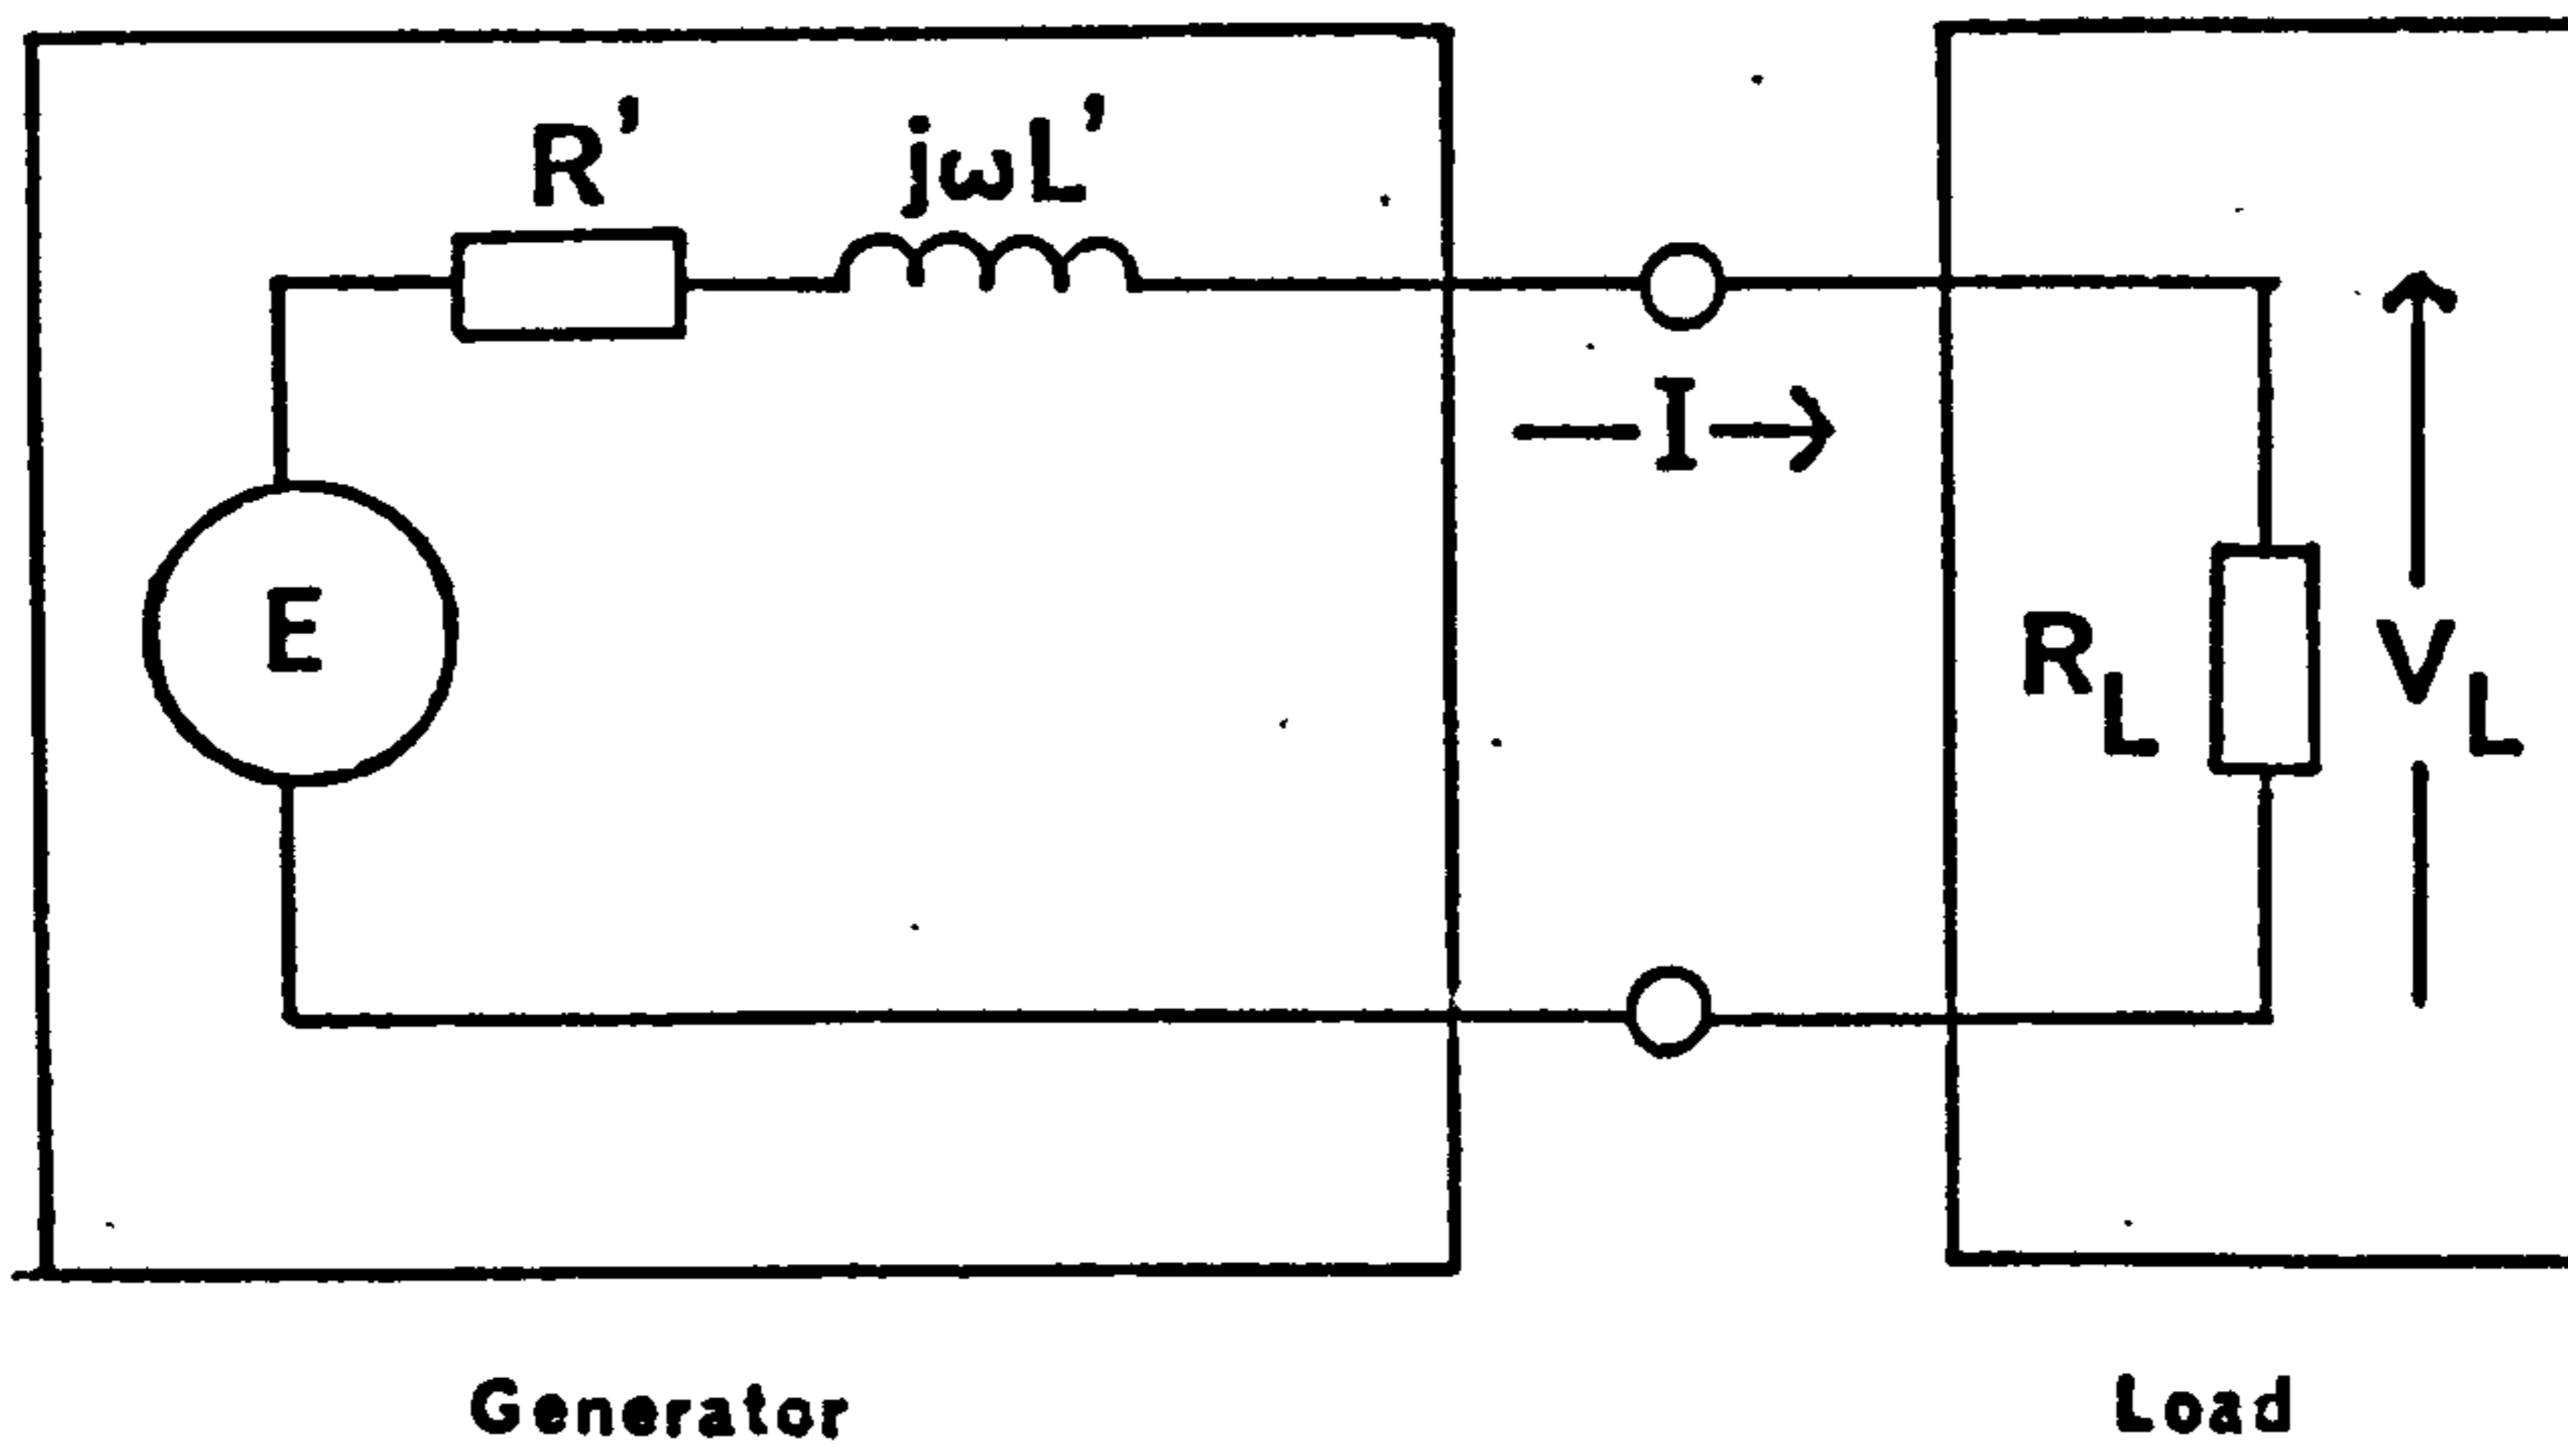 R' jωL'
I
E
R_L V_L
Generator Load